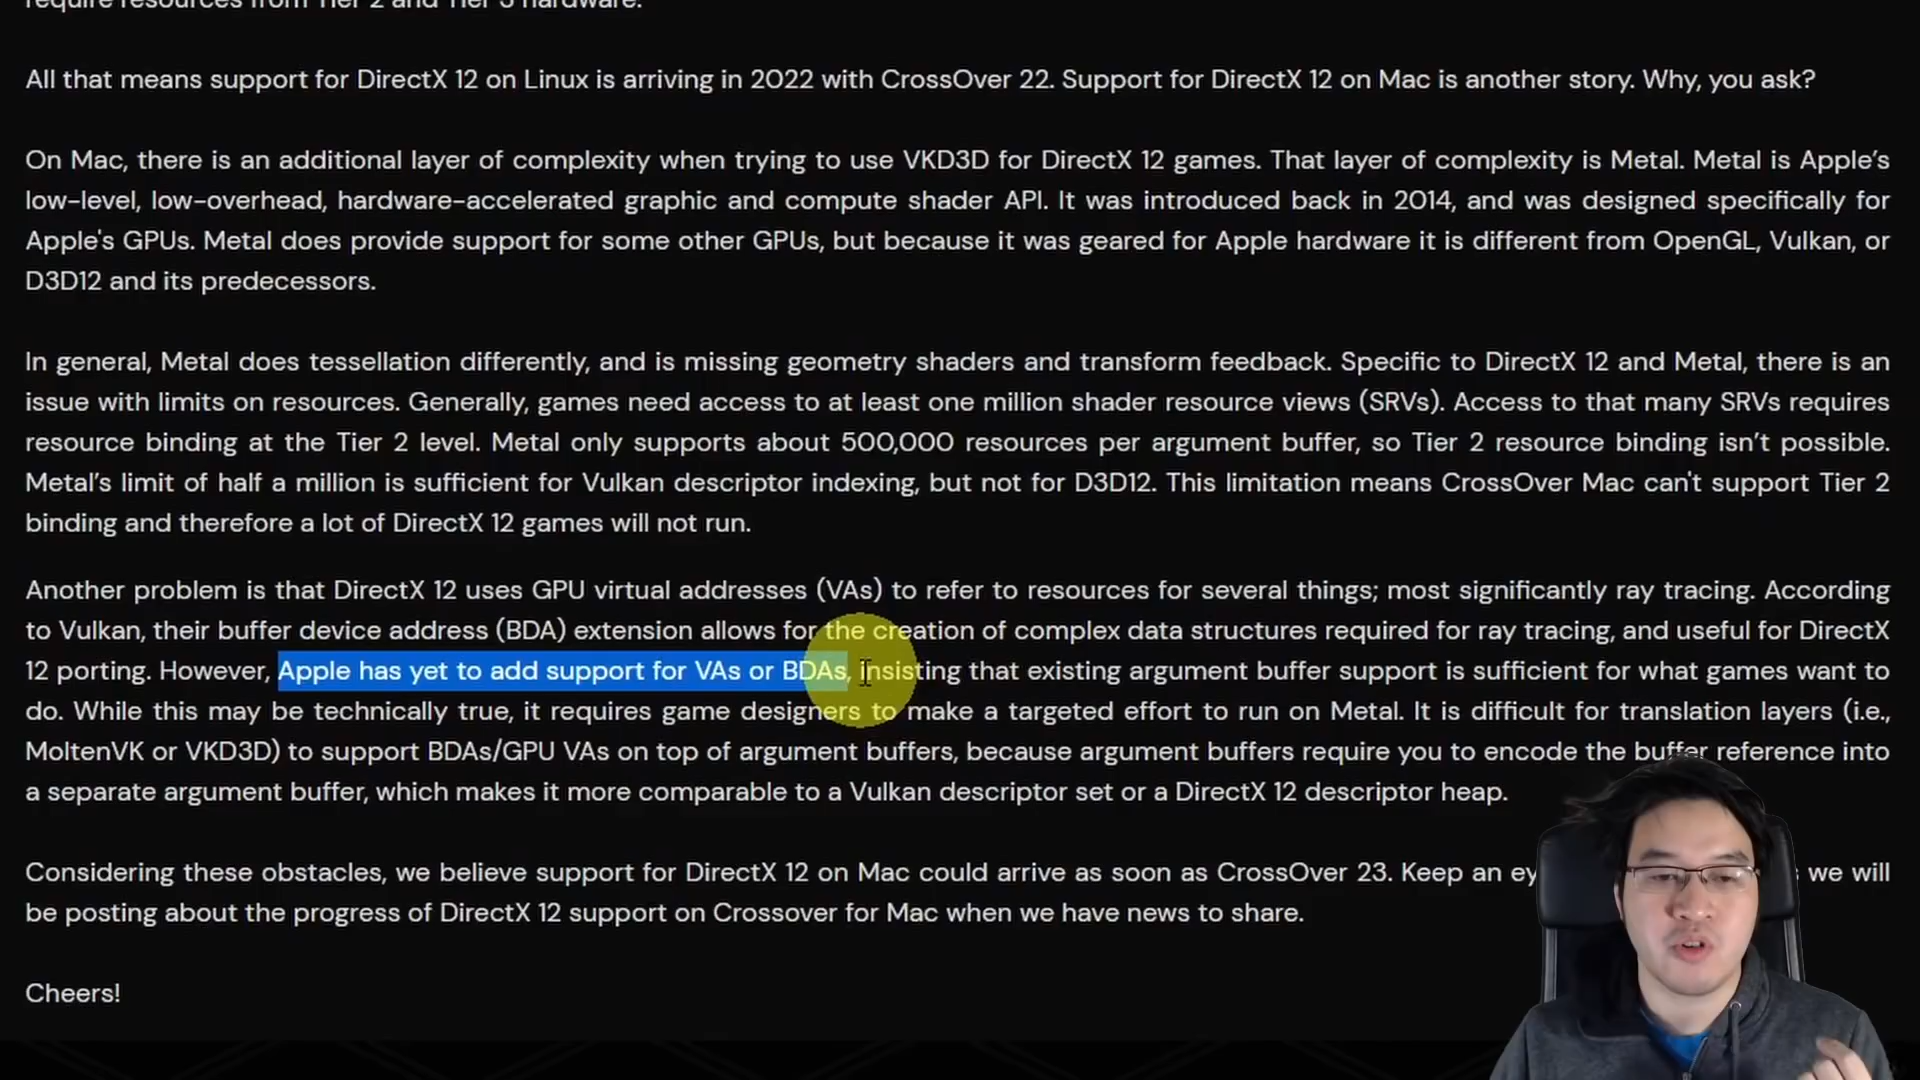 require resources from Tier 2 and Tier 3 hardware.
All that means support for DirectX 12 on Linux is arriving in 2022 with CrossOver 22. Support for DirectX 12 on Mac is another story. Why, you ask?
On Mac, there is an additional layer of complexity when trying to use VKD3D for DirectX 12 games. That layer of complexity is Metal. Metal is Apple’s
low-level, low-overhead, hardware-accelerated graphic and compute shader API. It was introduced back in 2014, and was designed specifically for
Apple's GPUs. Metal does provide support for some other GPUs, but because it was geared for Apple hardware it is different from OpenGL, Vulkan, or
D3D12 and its predecessors.
In general, Metal does tessellation differently, and is missing geometry shaders and transform feedback. Specific to DirectX 12 and Metal, there is an
issue with limits on resources. Generally, games need access to at least one million shader resource views (SRVs). Access to that many SRVs requires
resource binding at the Tier 2 level. Metal only supports about 500,000 resources per argument buffer, so Tier 2 resource binding isn’t possible.
Metal’s limit of half a million is sufficient for Vulkan descriptor indexing, but not for D3D12. This limitation means CrossOver Mac can't support Tier 2
binding and therefore a lot of DirectX 12 games will not run.
Another problem is that DirectX 12 uses GPU virtual addresses (VAs) to refer to resources for several things; most significantly ray tracing. According
to Vulkan, their buffer device address (BDA) extension allows for the creation of complex data structures required for ray tracing, and useful for DirectX
12 porting. However, Apple has yet to add support for VAs or BDAs, insisting that existing argument buffer support is sufficient for what games want to
do. While this may be technically true, it requires game designers to make a targeted effort to run on Metal. It is difficult for translation layers (i.e.,
MoltenVK or VKD3D) to support BDAs/GPU VAs on top of argument buffers, because argument buffers require you to encode the buffer reference into
a separate argument buffer, which makes it more comparable to a Vulkan descriptor set or a DirectX 12 descriptor heap.
Considering these obstacles, we believe support for DirectX 12 on Mac could arrive as soon as CrossOver 23. Keep an we will
be posting about the progress of DirectX 12 support on Crossover for Mac when we have news to share.
Cheers!